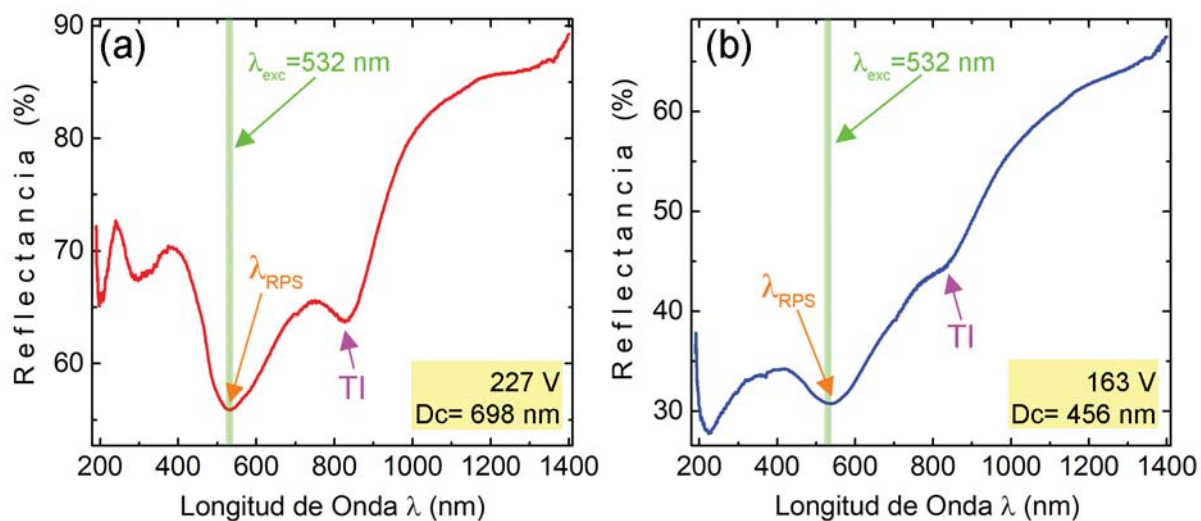 (a)
λexc=532 nm
λRPS
TI
227 V
Dc= 698 nm
Reflectancia (%)
90
80
70
60
200 400 600 800 1000 1200 1400
Longitud de Onda λ (nm)
(b)
λexc=532 nm
λRPS
TI
163 V
Dc= 456 nm
Reflectancia (%)
60
50
40
30
200 400 600 800 1000 1200 1400
Longitud de Onda λ (nm)